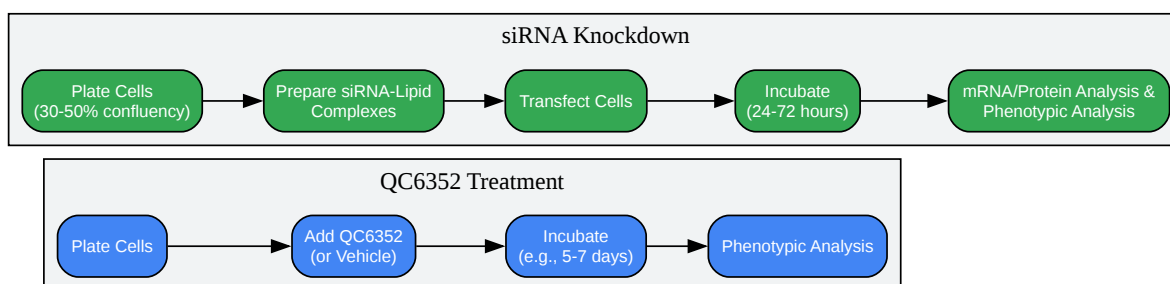 siRNA Knockdown
Plate Cells
(30-50% confluency)
Prepare siRNA-Lipid
Complexes
Transfect Cells
Incubate
(24-72 hours)
mRNA/Protein Analysis &
Phenotypic Analysis
QC6352 Treatment
Plate Cells
Add QC6352
(or Vehicle)
Incubate
(e.g., 5-7 days)
Phenotypic Analysis